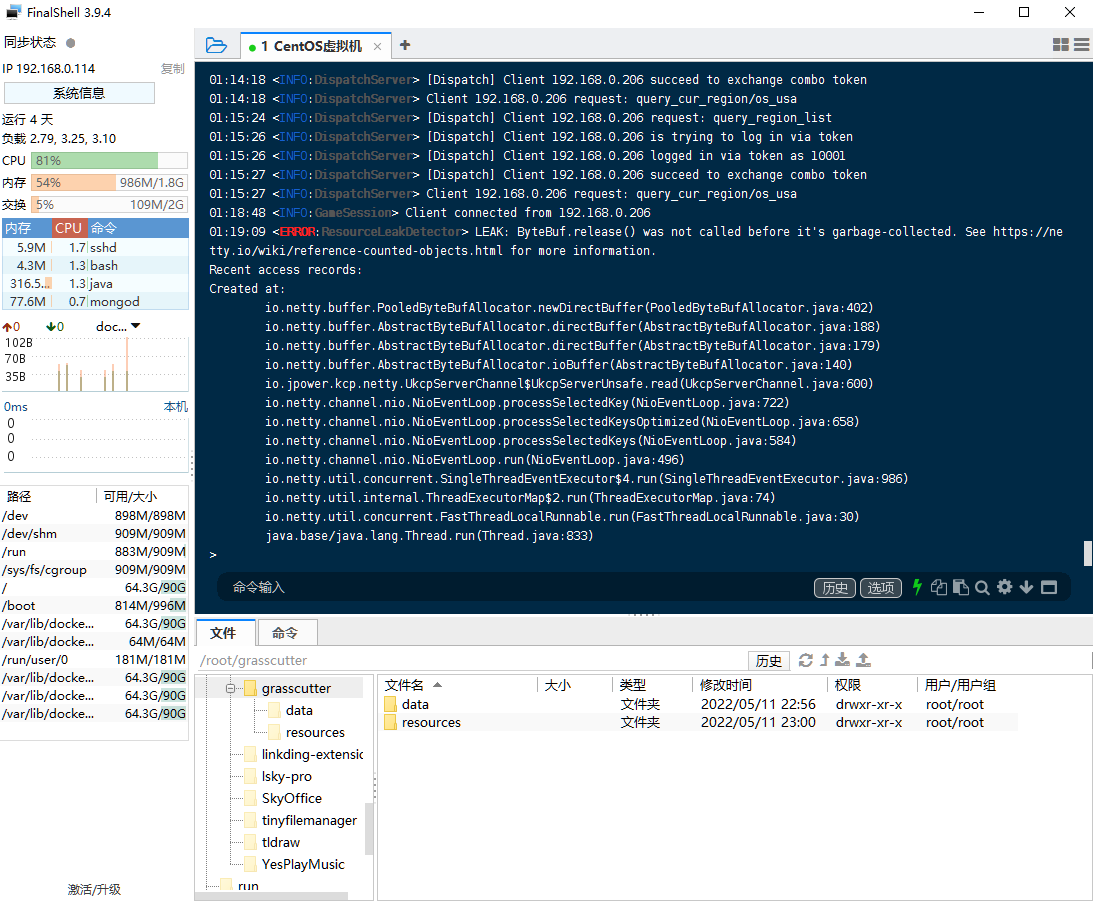 FinalShell 3.9.4
同步状态
IP 192.168.0.114 复制
系统信息
运行 4 天
负载 2.79, 3.25, 3.10
CPU 81%
内存 54% 986M/1.8G
交换 5% 109M/2G
内存 CPU 命令
5.9M 1.7 sshd
4.3M 1.3 bash
316.5... 1.3 java
77.6M 0.7 mongod
0 0 doc...
102B
70B
35B
0ms 本机
0
0
0
路径 可用/大小
/dev 898M/898M
/dev/shm 909M/909M
/run 883M/909M
/sys/fs/cgroup 909M/909M
/ 64.3G/90G
/boot 814M/996M
/var/lib/docke... 64.3G/90G
/var/lib/docke... 64M/64M
/run/user/0 181M/181M
/var/lib/docke... 64.3G/90G
/var/lib/docke... 64.3G/90G
/var/lib/docke... 64.3G/90G
激活/升级
1 CentOS虚拟机
01:14:18 <INFO:DispatchServer> [Dispatch] Client 192.168.0.206 succeed to exchange combo token
01:14:18 <INFO:DispatchServer> Client 192.168.0.206 request: query_cur_region/os_usa
01:15:24 <INFO:DispatchServer> [Dispatch] Client 192.168.0.206 request: query_region_list
01:15:26 <INFO:DispatchServer> [Dispatch] Client 192.168.0.206 is trying to log in via token
01:15:26 <INFO:DispatchServer> [Dispatch] Client 192.168.0.206 logged in via token as 10001
01:15:27 <INFO:DispatchServer> [Dispatch] Client 192.168.0.206 succeed to exchange combo token
01:15:27 <INFO:DispatchServer> Client 192.168.0.206 request: query_cur_region/os_usa
01:18:48 <INFO:GameSession> Client connected from 192.168.0.206
01:19:09 <ERROR:ResourceLeakDetector> LEAK: ByteBuf.release() was not called before it's garbage-collected. See https://ne
tty.io/wiki/reference-counted-objects.html for more information.
Recent access records:
Created at:
io.netty.buffer.PooledByteBufAllocator.newDirectBuffer(PooledByteBufAllocator.java:402)
io.netty.buffer.AbstractByteBufAllocator.directBuffer(AbstractByteBufAllocator.java:188)
io.netty.buffer.AbstractByteBufAllocator.directBuffer(AbstractByteBufAllocator.java:179)
io.netty.buffer.AbstractByteBufAllocator.ioBuffer(AbstractByteBufAllocator.java:140)
io.jpower.kcp.netty.UkcpServerChannel$UkcpServerUnsafe.read(UkcpServerChannel.java:600)
io.netty.channel.nio.NioEventLoop.processSelectedKey(NioEventLoop.java:722)
io.netty.channel.nio.NioEventLoop.processSelectedKeysOptimized(NioEventLoop.java:658)
io.netty.channel.nio.NioEventLoop.processSelectedKeys(NioEventLoop.java:584)
io.netty.channel.nio.NioEventLoop.run(NioEventLoop.java:496)
io.netty.util.concurrent.SingleThreadEventExecutor$4.run(SingleThreadEventExecutor.java:986)
io.netty.util.internal.ThreadExecutorMap$2.run(ThreadExecutorMap.java:74)
io.netty.util.concurrent.FastThreadLocalRunnable.run(FastThreadLocalRunnable.java:30)
java.base/java.lang.Thread.run(Thread.java:833)
>
命令输入 历史 选项
文件 命令
/root/grasscutter 历史
grasscutter
data
resources
linkding-extensio
lsky-pro
SkyOffice
tinyfilemanager
tldraw
YesPlayMusic
run
文件名 大小 类型 修改时间 权限 用户/用户组
data 文件夹 2022/05/11 22:56 drwxr-xr-x root/root
resources 文件夹 2022/05/11 23:00 drwxr-xr-x root/root